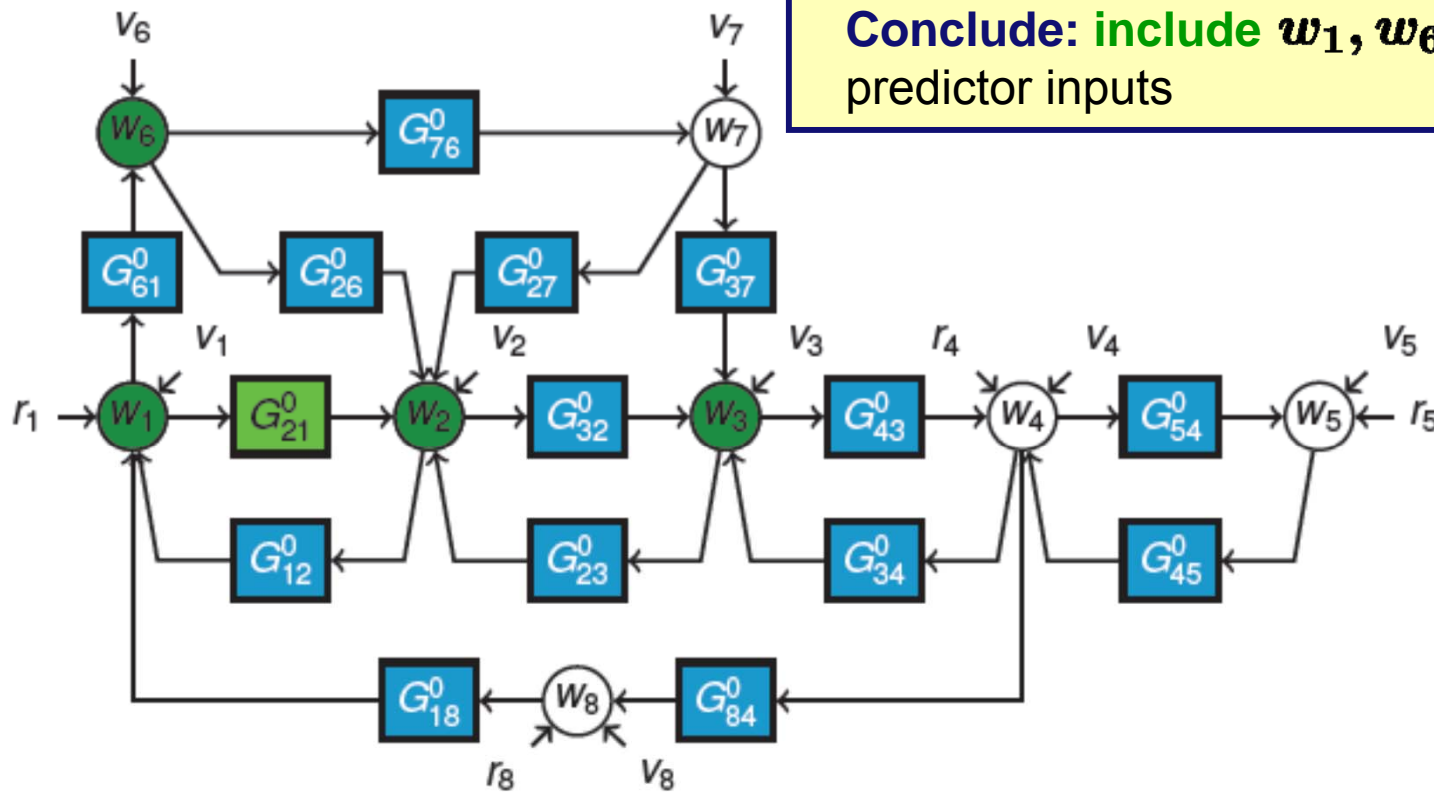 Conclude: include w₁, w₆
predictor inputs
v₆ v₇
w₆ G⁰₇₆ w₇
G⁰₆₁ G⁰₂₆ G⁰₂₇ G⁰₃₇
v₁ v₂ v₃ r₄ v₄ v₅
r₁ w₁ G⁰₂₁ w₂ G⁰₃₂ w₃ G⁰₄₃ w₄ G⁰₅₄ w₅ r₅
G⁰₁₂ G⁰₂₃ G⁰₃₄ G⁰₄₅
G⁰₁₈ w₈ G⁰₈₄
r₈ v₈